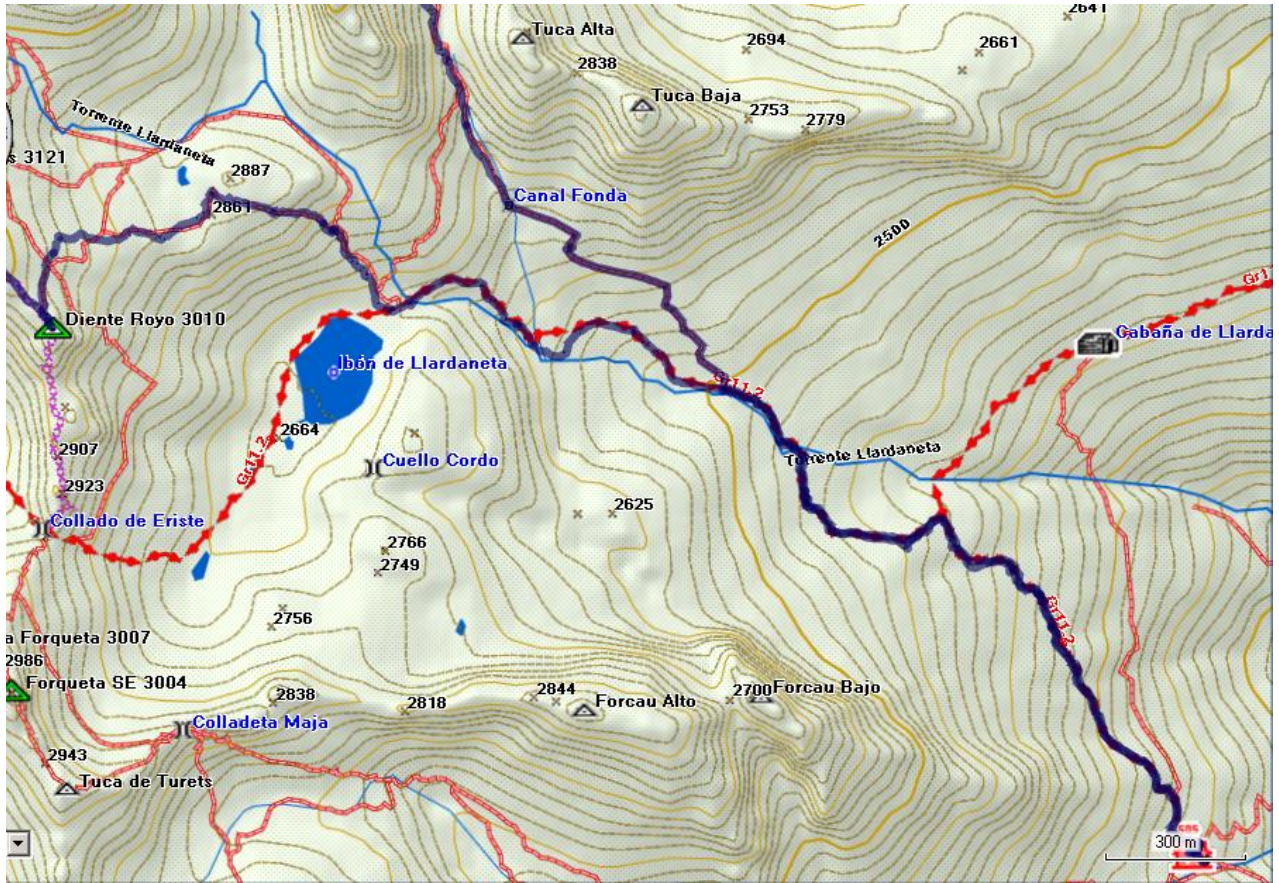 2641
Tuca Alta
2694
2661
2838
Tuca Baja
2753
2779
Torrente Llardaneta
s 3121
2887
Canal Fonda
2861
2500
Gr1
Diente Royo 3010
Cabaña de Llarda
Ibón de Llardaneta
Gr11.2
2664
Gr11.2
2907
Cuello Cordo
Torrente Llardaneta
2923
2625
Collado de Eriste
2766
2749
2756
Gr11.2
a Forqueta 3007
2986
Forqueta SE 3004
2838
2818
2844
Forcau Alto
2700
Forcau Bajo
Colladeta Maja
2943
Tuca de Turets
300 m